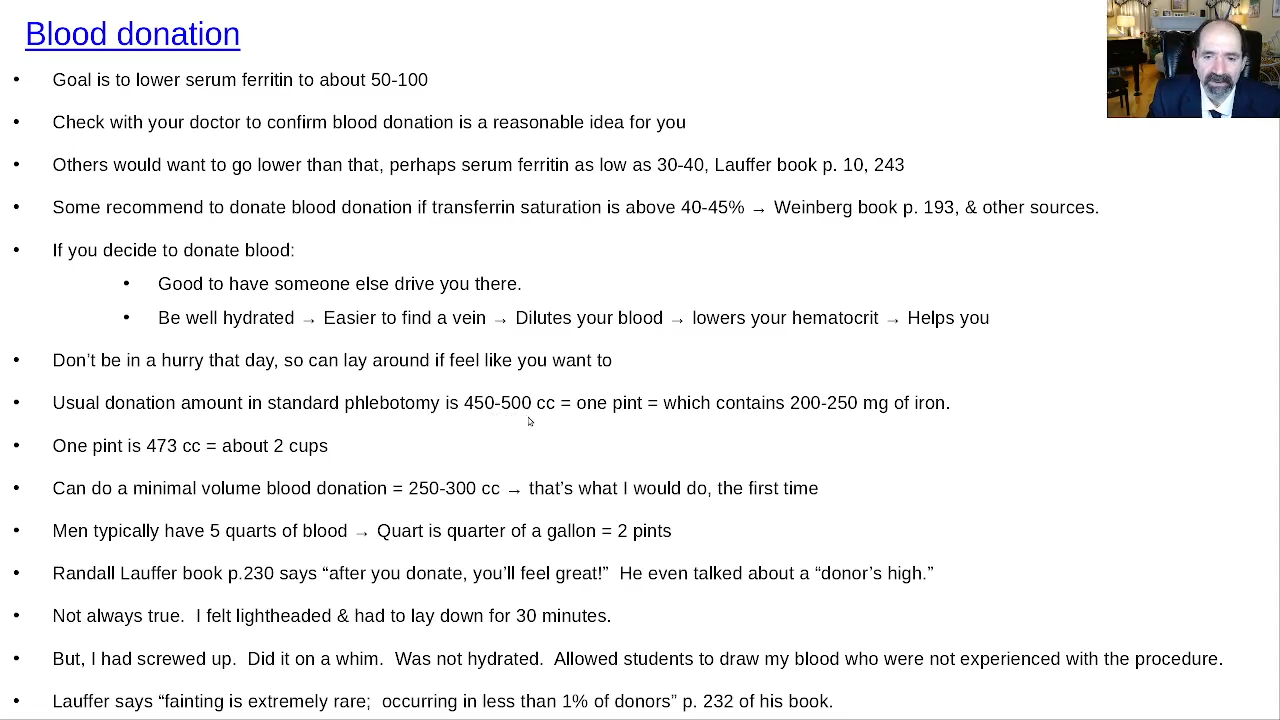 Blood donation
• Goal is to lower serum ferritin to about 50-100
• Check with your doctor to confirm blood donation is a reasonable idea for you
• Others would want to go lower than that, perhaps serum ferritin as low as 30-40, Lauffer book p. 10, 243
• Some recommend to donate blood donation if transferrin saturation is above 40-45% → Weinberg book p. 193, & other sources.
• If you decide to donate blood:
• Good to have someone else drive you there.
• Be well hydrated → Easier to find a vein → Dilutes your blood → lowers your hematocrit → Helps you
• Don’t be in a hurry that day, so can lay around if feel like you want to
• Usual donation amount in standard phlebotomy is 450-500 cc = one pint = which contains 200-250 mg of iron.
• One pint is 473 cc = about 2 cups
• Can do a minimal volume blood donation = 250-300 cc → that’s what I would do, the first time
• Men typically have 5 quarts of blood → Quart is quarter of a gallon = 2 pints
• Randall Lauffer book p.230 says “after you donate, you’ll feel great!”  He even talked about a “donor’s high.”
• Not always true.  I felt lightheaded & had to lay down for 30 minutes.
• But, I had screwed up.  Did it on a whim.  Was not hydrated.  Allowed students to draw my blood who were not experienced with the procedure.
• Lauffer says “fainting is extremely rare;  occurring in less than 1% of donors” p. 232 of his book.